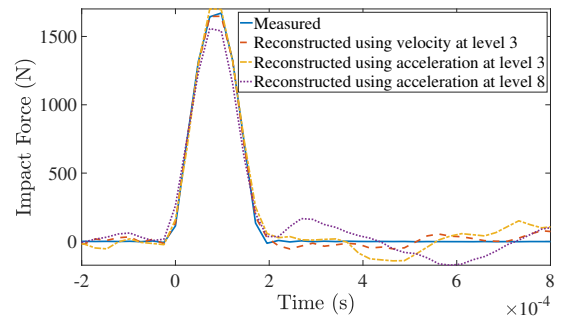 Measured
Reconstructed using velocity at level 3
Reconstructed using acceleration at level 3
Reconstructed using acceleration at level 8
Impact Force (N)
1500
1000
500
0
-2
0
2
4
6
8
Time (s)
×10⁻⁴